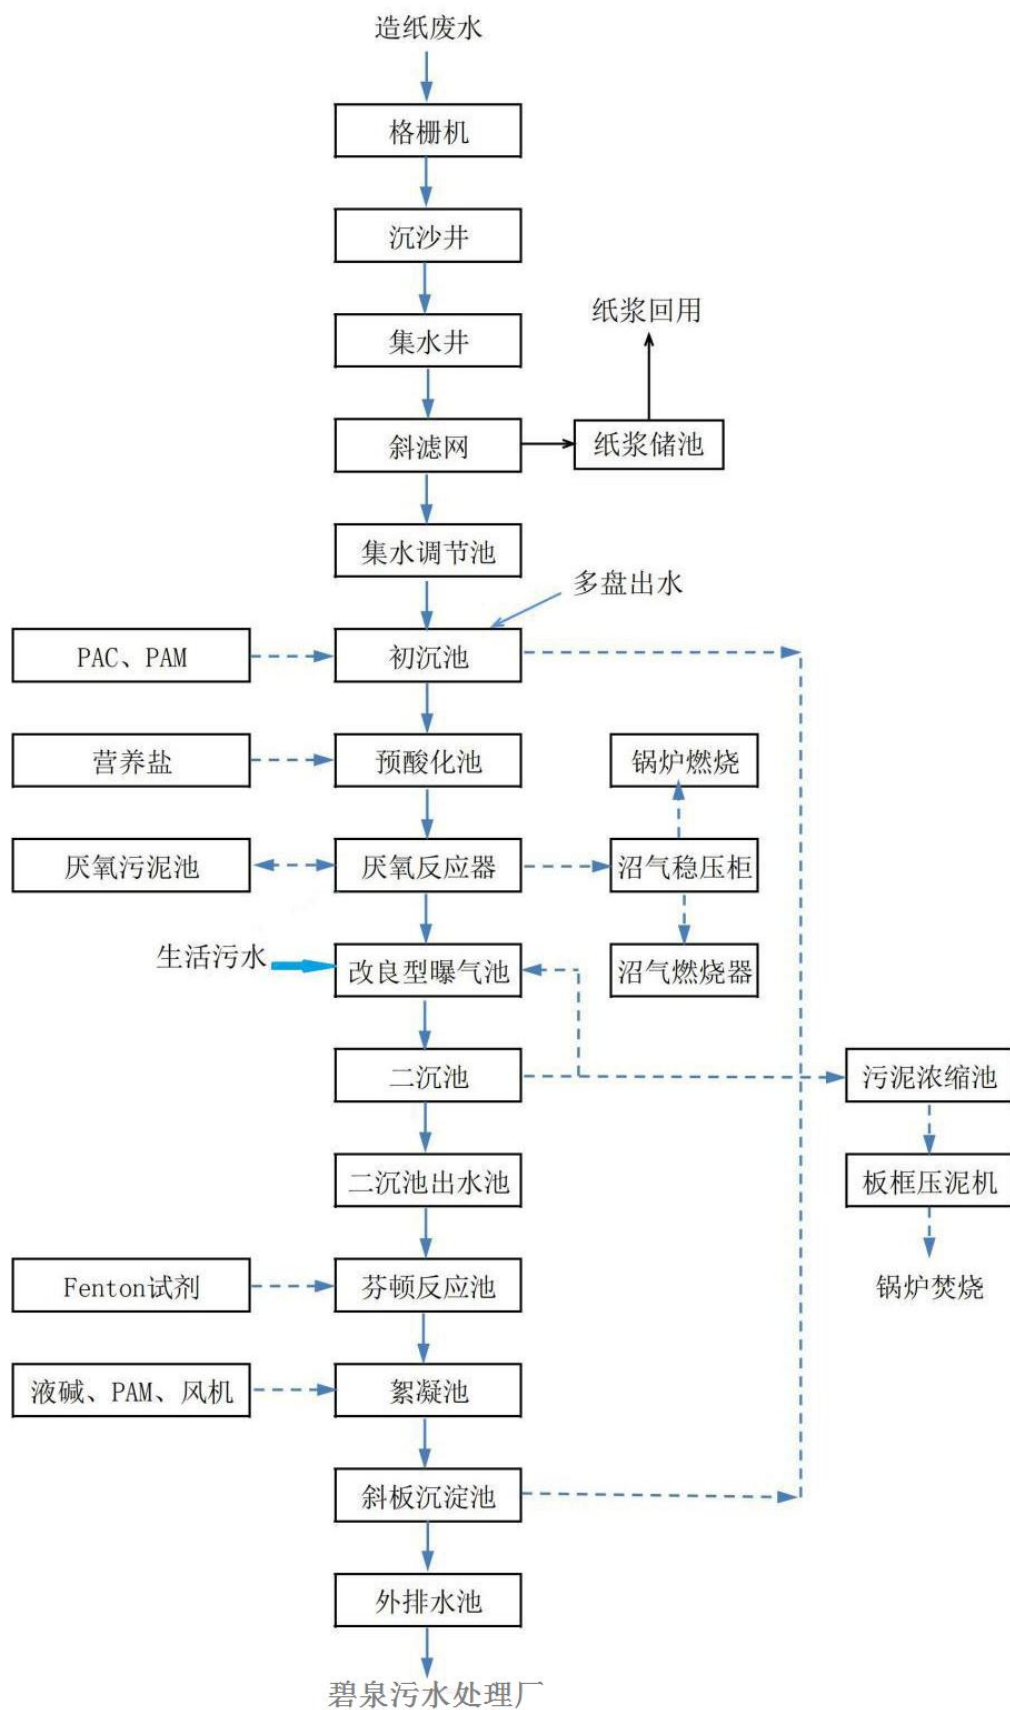 造纸废水
格栅机
沉沙井
集水井
纸浆回用
斜滤网
纸浆储池
集水调节池
多盘出水
PAC、PAM
初沉池
营养盐
预酸化池
锅炉燃烧
厌氧污泥池
厌氧反应器
沼气稳压柜
生活污水
改良型曝气池
沼气燃烧器
二沉池
污泥浓缩池
二沉池出水池
板框压泥机
Fenton试剂
芬顿反应池
锅炉焚烧
液碱、PAM、风机
絮凝池
斜板沉淀池
外排水池
碧泉污水处理厂